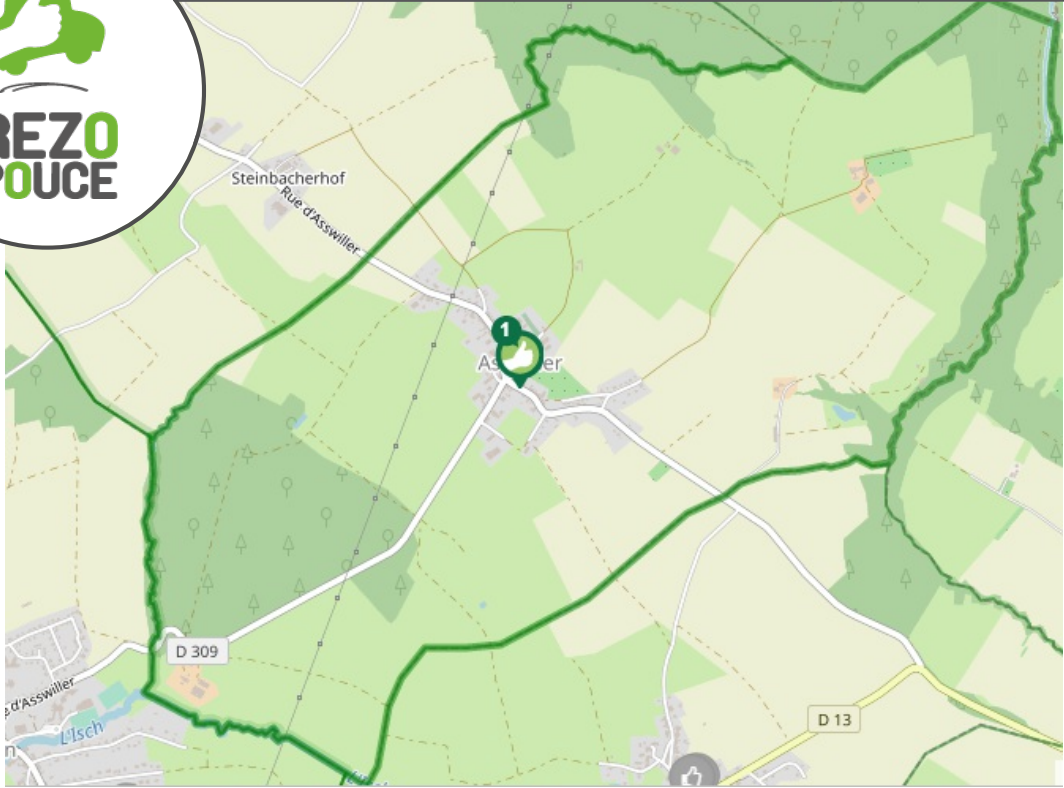 REZO
POUCE
Steinbacherhof
Rue d'Asswiller
1
D 309
d'Asswiller
L'Isch
D 13